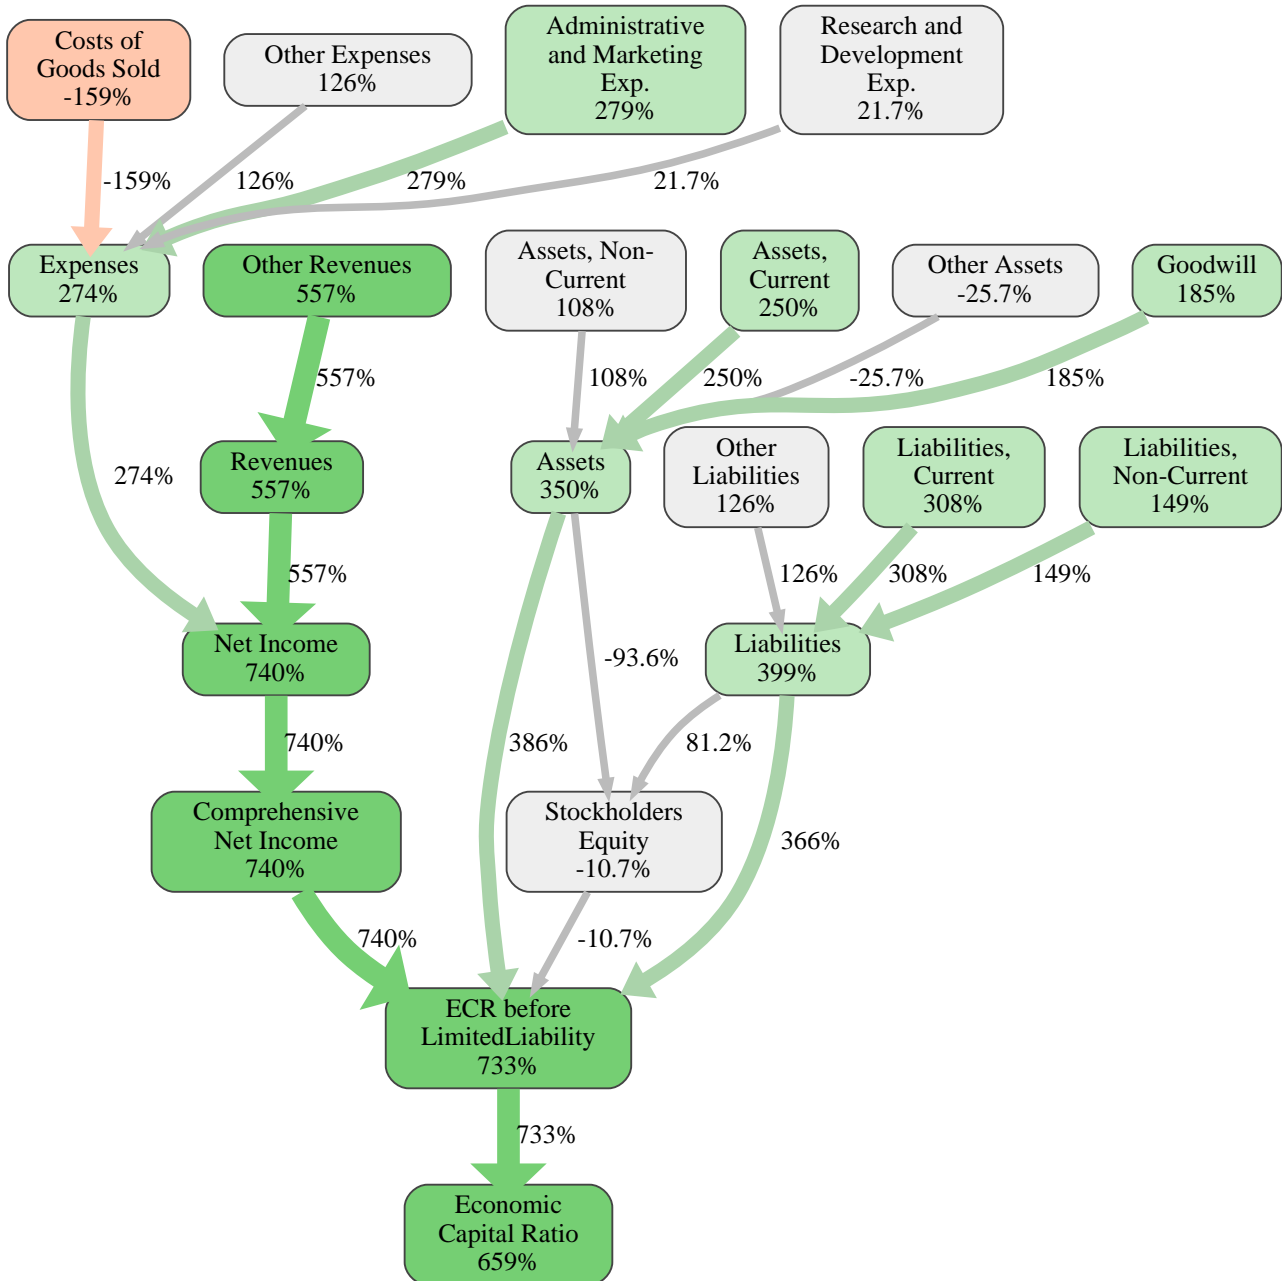 Costs of
Goods Sold
-159%
Other Expenses
126%
Administrative
and Marketing
Exp.
279%
Research and
Development
Exp.
21.7%
-159%
126%
279%
21.7%
Expenses
274%
Other Revenues
557%
Assets, Non-
Current
108%
Assets,
Current
250%
Other Assets
-25.7%
Goodwill
185%
557%
108%
250%
-25.7%
185%
274%
Revenues
557%
Assets
350%
Other
Liabilities
126%
Liabilities,
Current
308%
Liabilities,
Non-Current
149%
557%
126%
308%
149%
Net Income
740%
-93.6%
Liabilities
399%
740%
386%
81.2%
Comprehensive
Net Income
740%
Stockholders
Equity
-10.7%
366%
740%
-10.7%
ECR before
LimitedLiability
733%
733%
Economic
Capital Ratio
659%